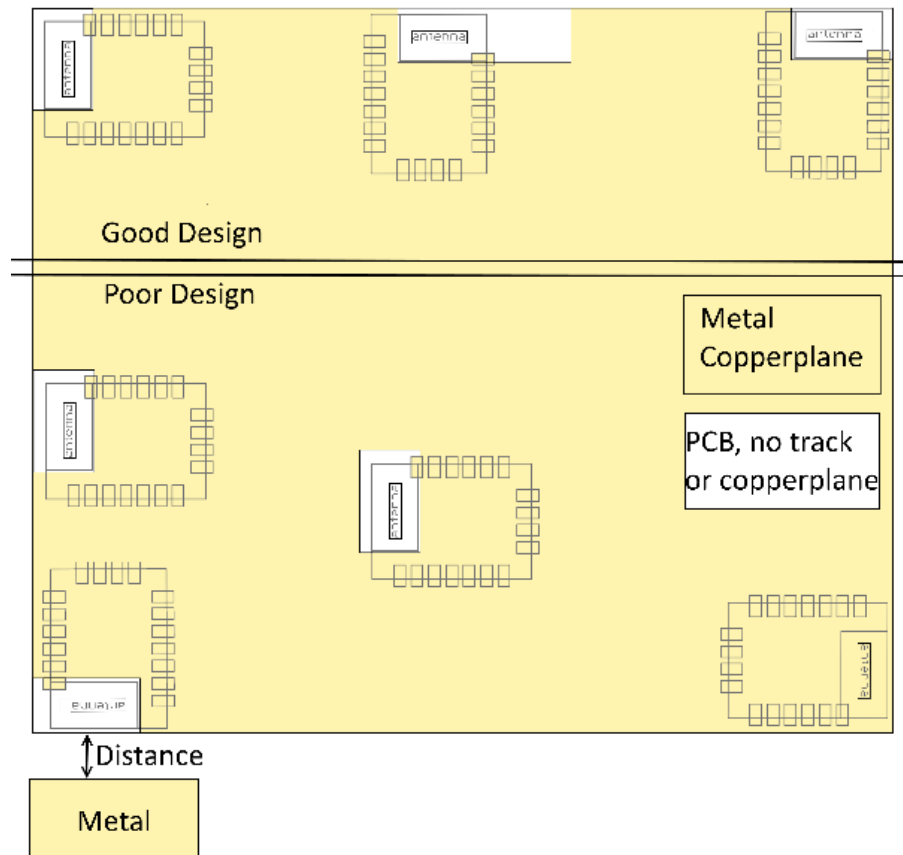 antenna
antenna
antenna
Good Design
Poor Design
Metal
Copperplane
PCB, no track
or copperplane
antenna
antenna
antenna
antenna
Distance
Metal